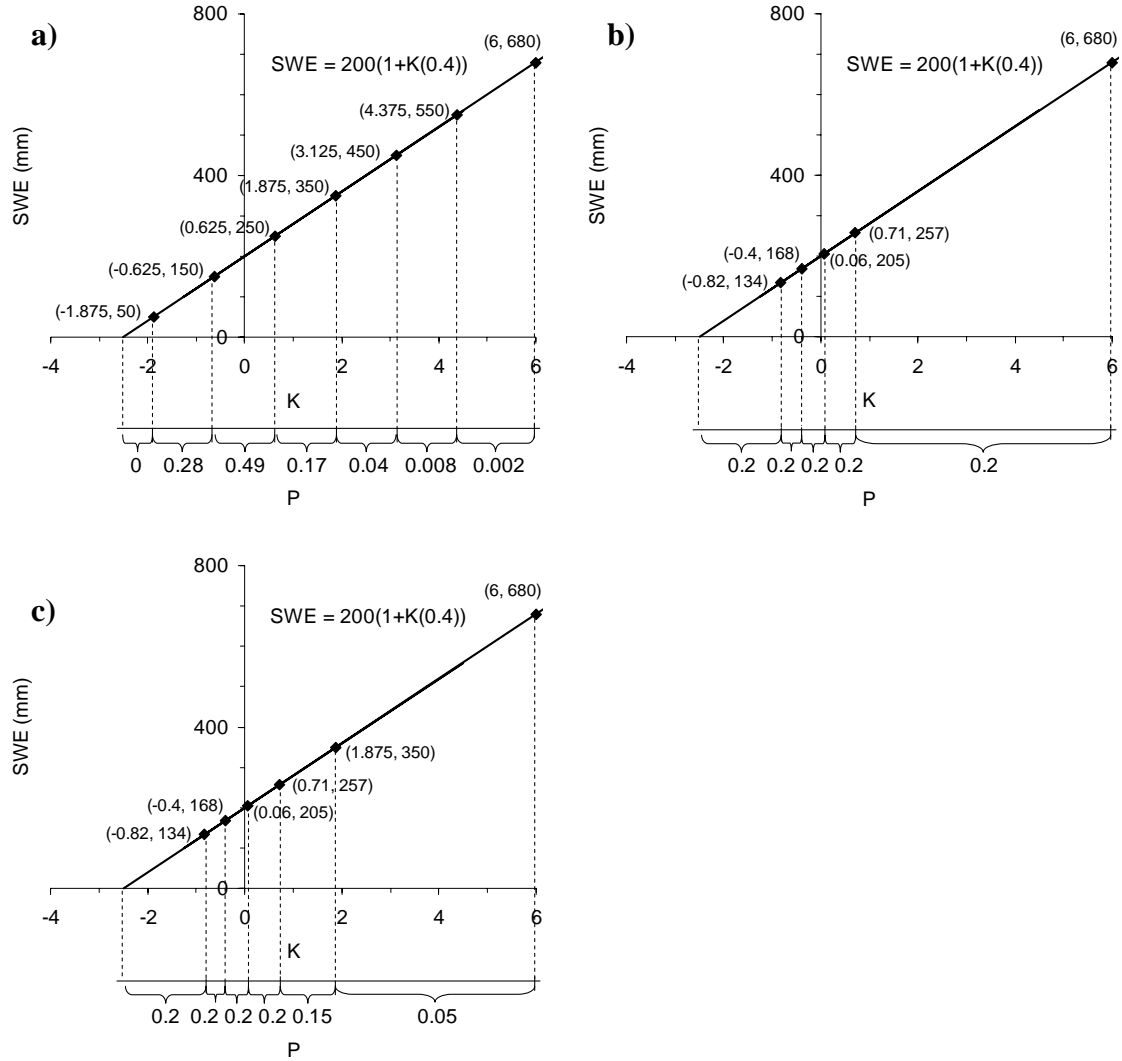 a)
800
(6, 680)
SWE = 200(1+K(0.4))
(4.375, 550)
(3.125, 450)
400
(1.875, 350)
(0.625, 250)
(-0.625, 150)
(-1.875, 50)
0
SWE (mm)
-4 -2 0 2 4 6
K
0 0.28 0.49 0.17 0.04 0.008 0.002
P
b)
800
(6, 680)
SWE = 200(1+K(0.4))
400
(0.71, 257)
(-0.4, 168)
(0.06, 205)
(-0.82, 134)
0
SWE (mm)
-4 -2 0 2 4 6
K
0.2 0.2 0.2 0.2 0.2
P
c)
800
(6, 680)
SWE = 200(1+K(0.4))
400
(1.875, 350)
(0.71, 257)
(-0.4, 168)
(0.06, 205)
(-0.82, 134)
0
SWE (mm)
-4 -2 0 2 4 6
K
0.2 0.2 0.2 0.2 0.15 0.05
P